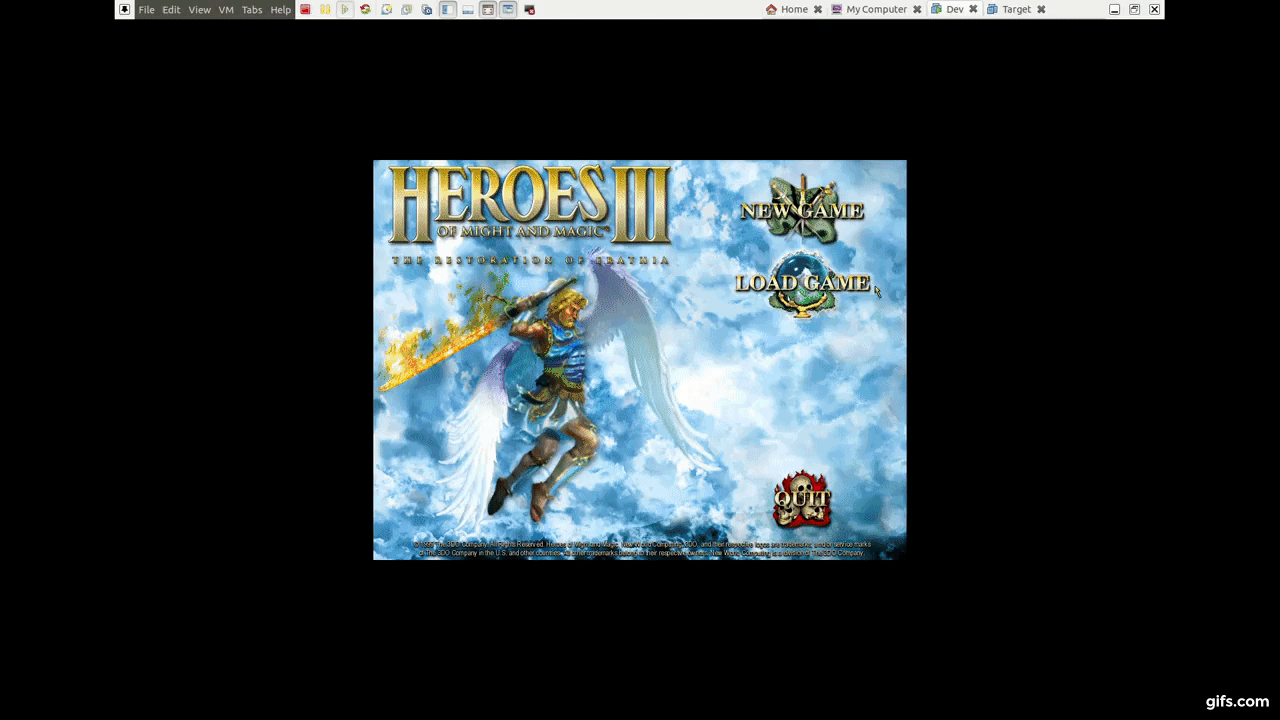 File Edit View VM Tabs Help
Home My Computer Dev Target
HEROES III
OF MIGHT AND MAGIC®
THE RESTORATION OF ERATHIA
NEW GAME
LOAD GAME
QUIT
The 3DO Company. All Rights Reserved. Heroes of Might and Magic, New World Computing, 3DO, and their respective logos are trademarks and/or service marks
of The 3DO Company in the U.S. and other countries. All other trademarks belong to their respective owners. New World Computing is a division of The 3DO Company.
gifs.com